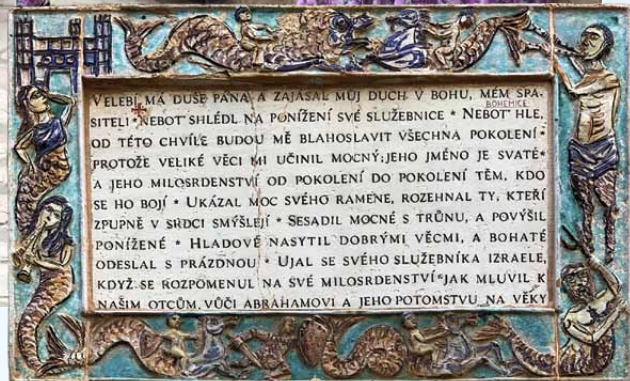 VELEBÍ MÁ DUŠE PÁNA A ZAJÁSAL MŮJ DUCH V BOHU, MÉM SPA-
BOHEMICE:
SITELI * NEBOŤ SHLÉDL NA PONÍŽENÍ SVÉ SLUŽEBNICE * NEBOŤ HLE,
OD TÉTO CHVÍLE BUDOU MĚ BLAHOSLAVIT VŠECHNA POKOLENÍ *
PROTOŽE VELIKÉ VĚCI MI UČINIL MOCNÝ; JEHO JMÉNO JE SVATÉ *
A JEHO MILOSRDENSTVÍ OD POKOLENÍ DO POKOLENÍ TĚM, KDO
SE HO BOJÍ * UKÁZAL MOC SVÉHO RAMENE, ROZEHNAL TY, KTEŘÍ
ZPUPNĚ V SRDCI SMÝŠLEJÍ * SESADIL MOCNÉ S TRŮNU, A POVÝŠIL
PONÍŽENÉ * HLADOVÉ NASYTIL DOBRÝMI VĚCMI, A BOHATÉ
ODESLAL S PRÁZDNOU * UJAL SE SVÉHO SLUŽEBNÍKA IZRAELE,
KDYŽ SE ROZPOMENUL NA SVÉ MILOSRDENSTVÍ * JAK MLUVIL K
NAŠIM OTCŮM, VŮČI ABRAHAMOVI A JEHO POTOMSTVU NA VĚKY